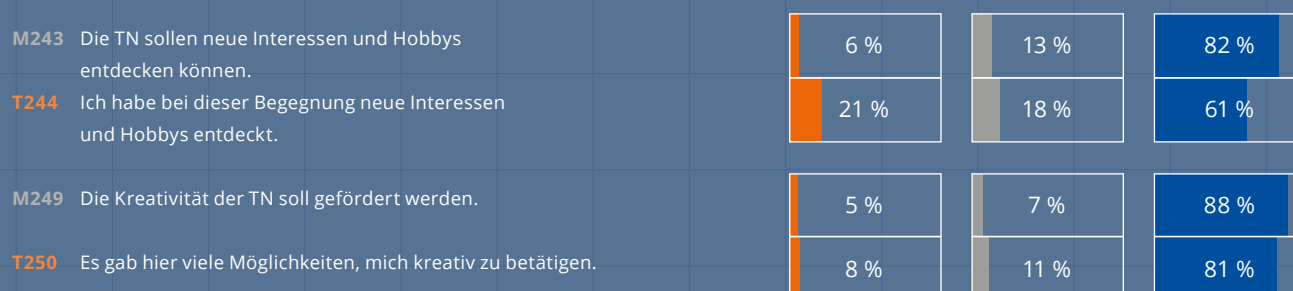 M243 Die TN sollen neue Interessen und Hobbys 6 % 13 % 82 %
entdecken können.
T244 Ich habe bei dieser Begegnung neue Interessen 21 % 18 % 61 %
und Hobbys entdeckt.
M249 Die Kreativität der TN soll gefördert werden. 5 % 7 % 88 %
T250 Es gab hier viele Möglichkeiten, mich kreativ zu betätigen. 8 % 11 % 81 %